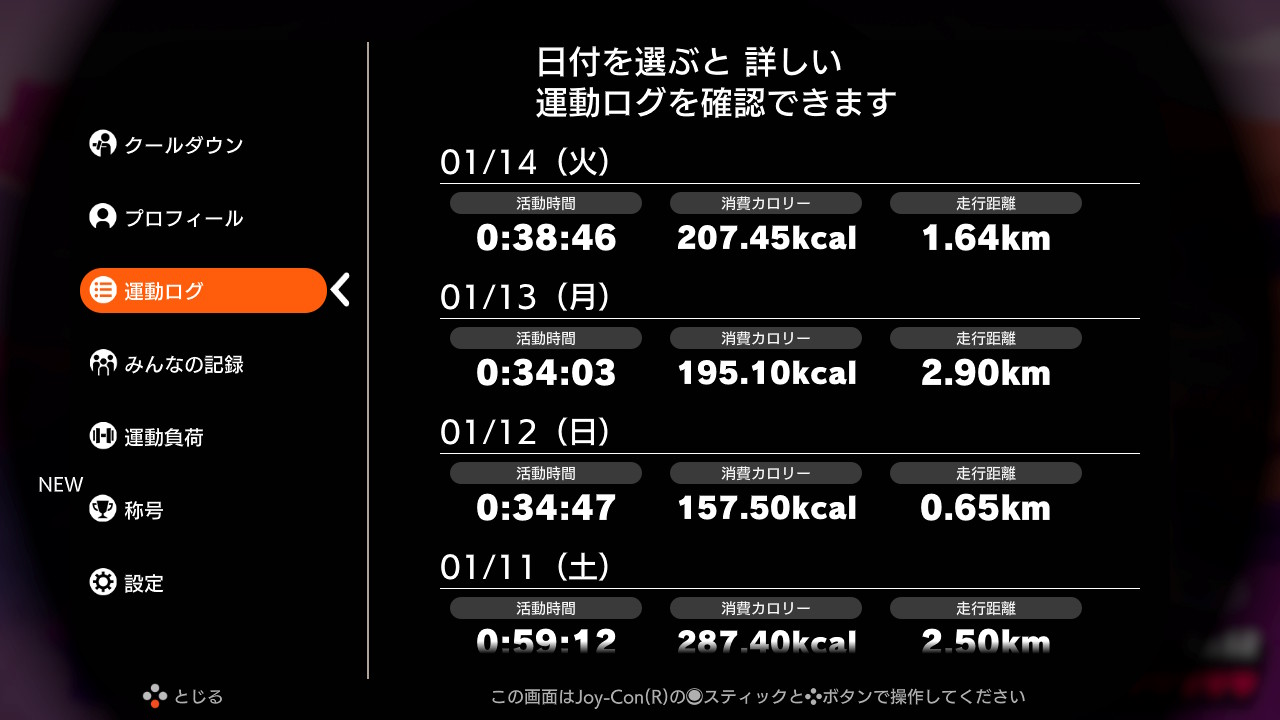 日付を選ぶと 詳しい
運動ログを確認できます
クールダウン
プロフィール
運動ログ
みんなの記録
運動負荷
NEW
称号
設定
01/14（火）
活動時間 消費カロリー 走行距離
0:38:46 207.45kcal 1.64km
01/13（月）
活動時間 消費カロリー 走行距離
0:34:03 195.10kcal 2.90km
01/12（日）
活動時間 消費カロリー 走行距離
0:34:47 157.50kcal 0.65km
01/11（土）
活動時間 消費カロリー 走行距離
0:59:12 287.40kcal 2.50km
とじる
この画面はJoy-Con(R)のスティックとボタンで操作してください